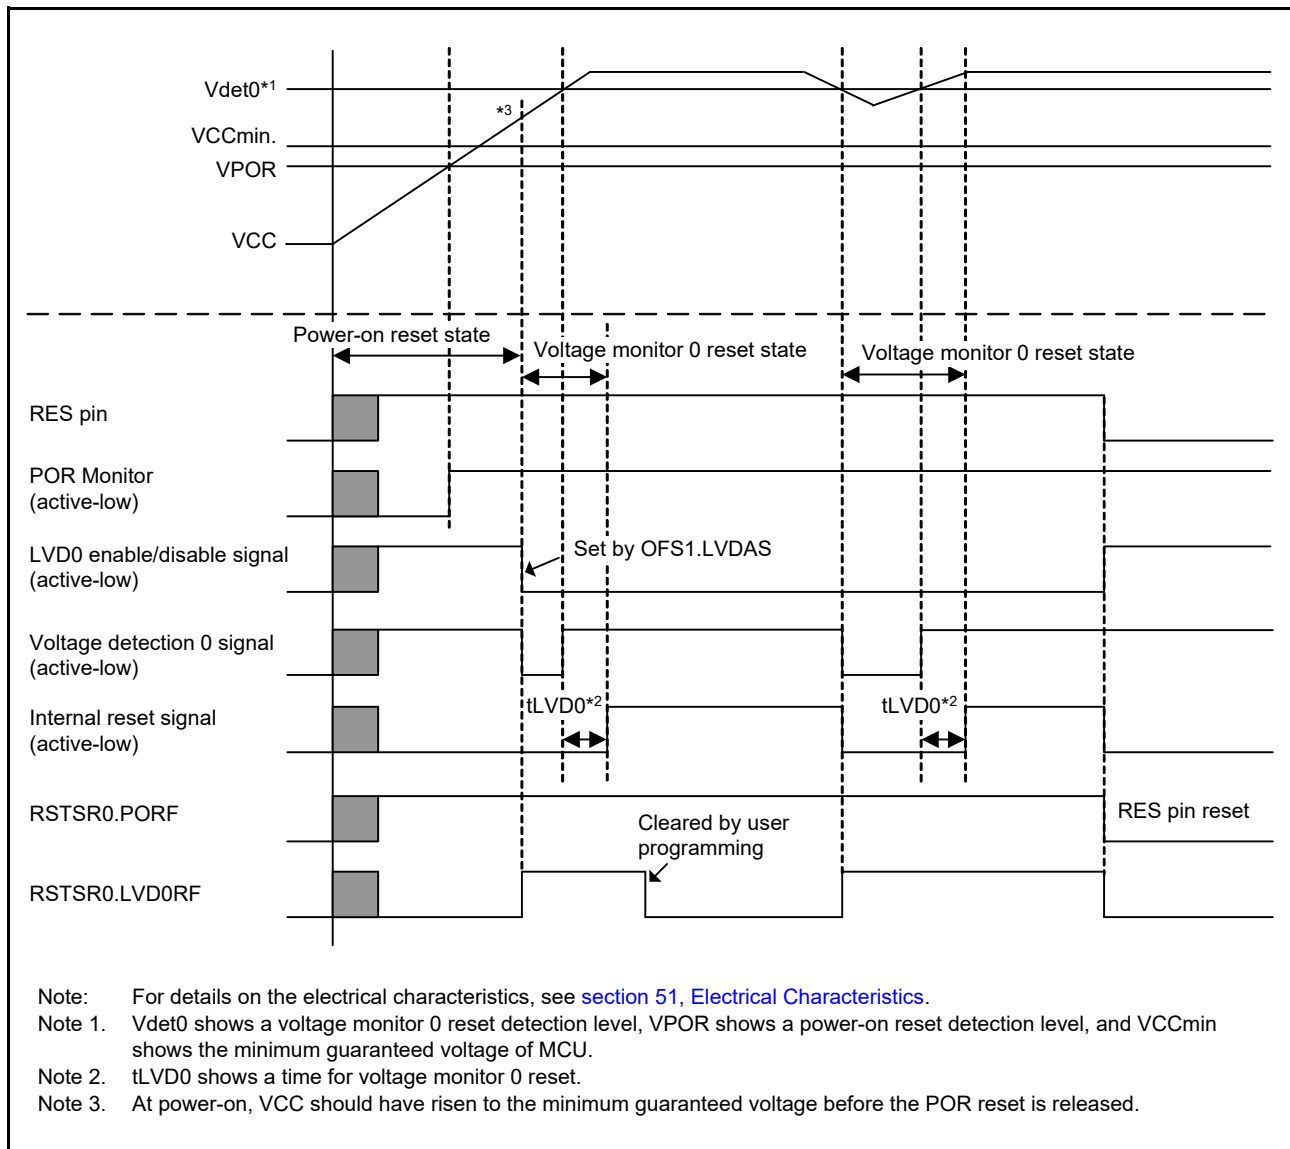 Vdet0*1
*3
VCCmin.
VPOR
VCC
Power-on reset state
Voltage monitor 0 reset state
Voltage monitor 0 reset state
RES pin
POR Monitor
(active-low)
LVD0 enable/disable signal
(active-low)
Set by OFS1.LVDAS
Voltage detection 0 signal
(active-low)
tLVD0*2
tLVD0*2
Internal reset signal
(active-low)
RSTSR0.PORF
RES pin reset
Cleared by user
programming
RSTSR0.LVD0RF
Note: For details on the electrical characteristics, see section 51, Electrical Characteristics.
Note 1. Vdet0 shows a voltage monitor 0 reset detection level, VPOR shows a power-on reset detection level, and VCCmin
shows the minimum guaranteed voltage of MCU.
Note 2. tLVD0 shows a time for voltage monitor 0 reset.
Note 3. At power-on, VCC should have risen to the minimum guaranteed voltage before the POR reset is released.